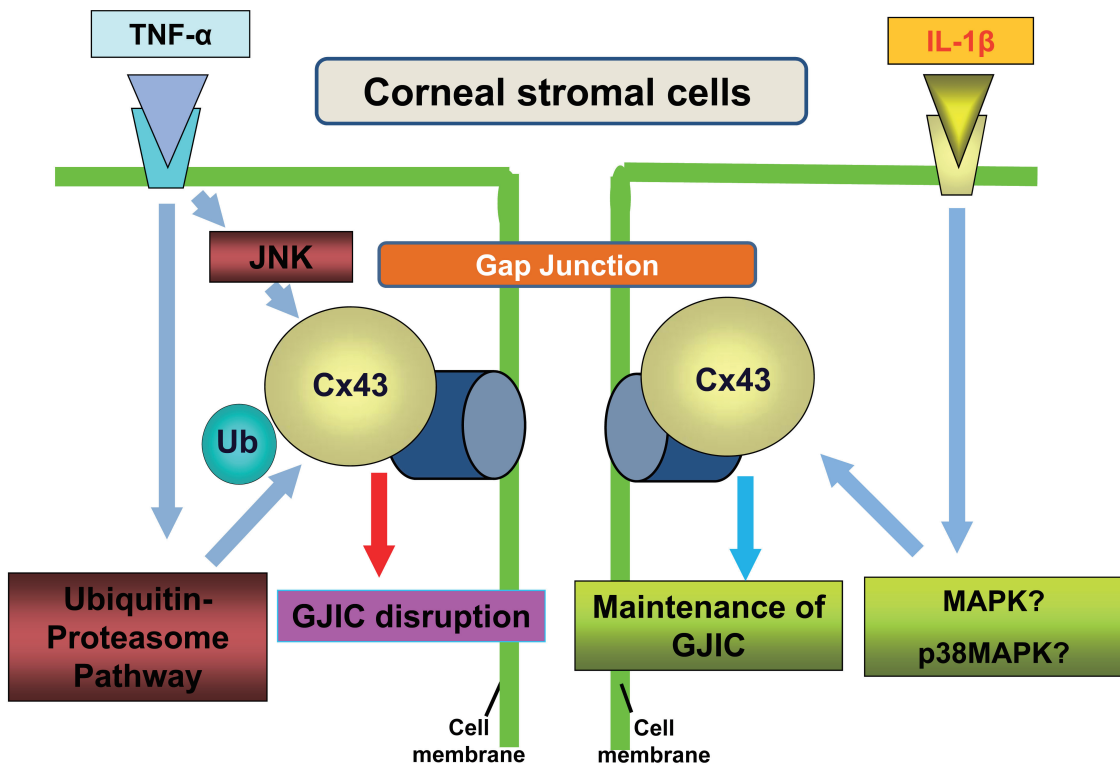 TNF-α
IL-1β
Corneal stromal cells
JNK
Gap Junction
Cx43
Cx43
Ub
Ubiquitin-
Proteasome
Pathway
GJIC disruption
Maintenance of
GJIC
MAPK?
p38MAPK?
Cell
membrane
Cell
membrane